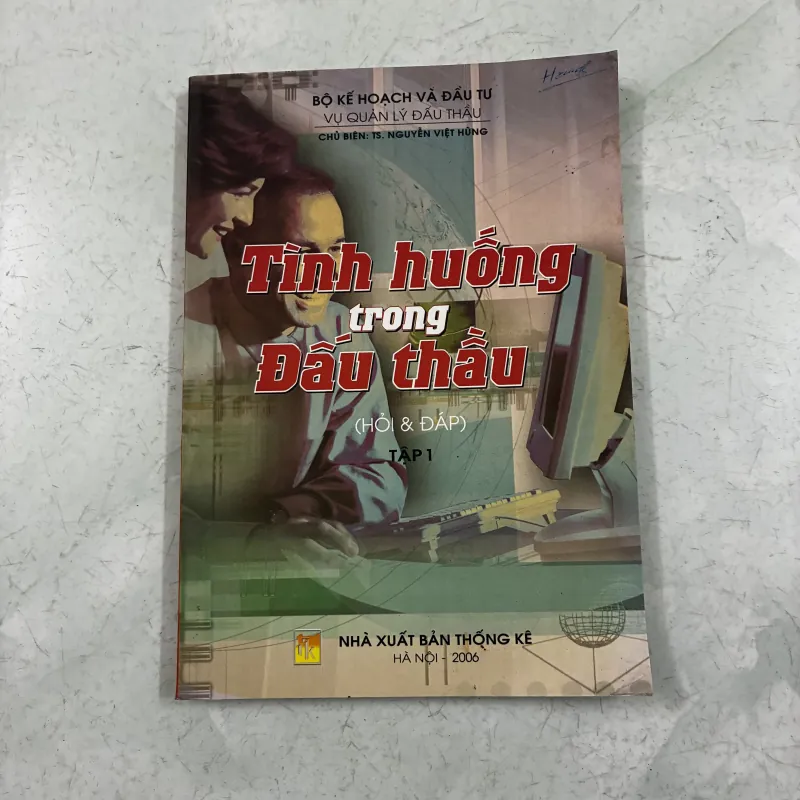 BỘ KẾ HOẠCH VÀ ĐẦU TƯ
VỤ QUẢN LÝ ĐẤU THẦU
CHỦ BIÊN: TS. NGUYỄN VIỆT HÙNG
Tình huống
trong
Đấu thầu
(HỎI & ĐÁP)
TẬP 1
NHÀ XUẤT BẢN THỐNG KÊ
HÀ NỘI - 2006